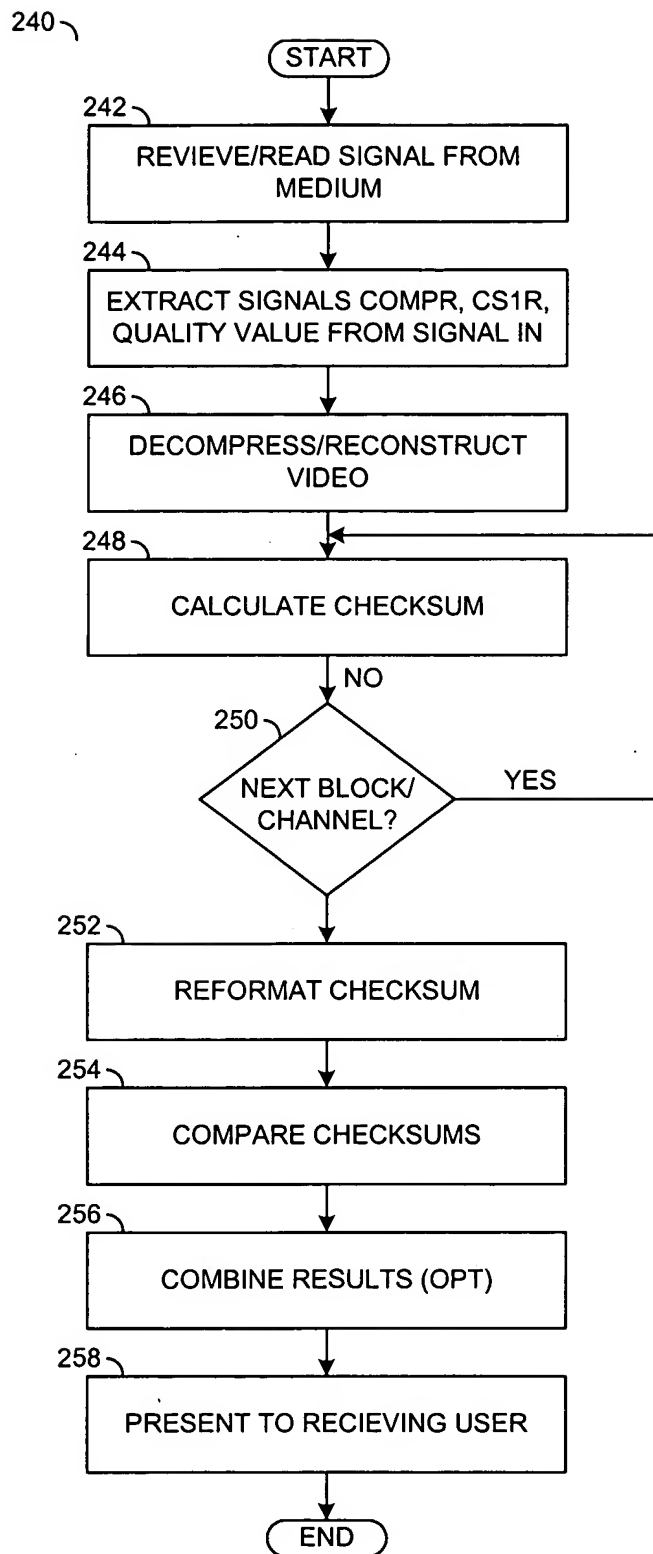 240
START
242
REVIEVE/READ SIGNAL FROM
MEDIUM
244
EXTRACT SIGNALS COMPR, CS1R,
QUALITY VALUE FROM SIGNAL IN
246
DECOMPRESS/RECONSTRUCT
VIDEO
248
CALCULATE CHECKSUM
NO
250
NEXT BLOCK/
CHANNEL?
YES
252
REFORMAT CHECKSUM
254
COMPARE CHECKSUMS
256
COMBINE RESULTS (OPT)
258
PRESENT TO RECIEVING USER
END